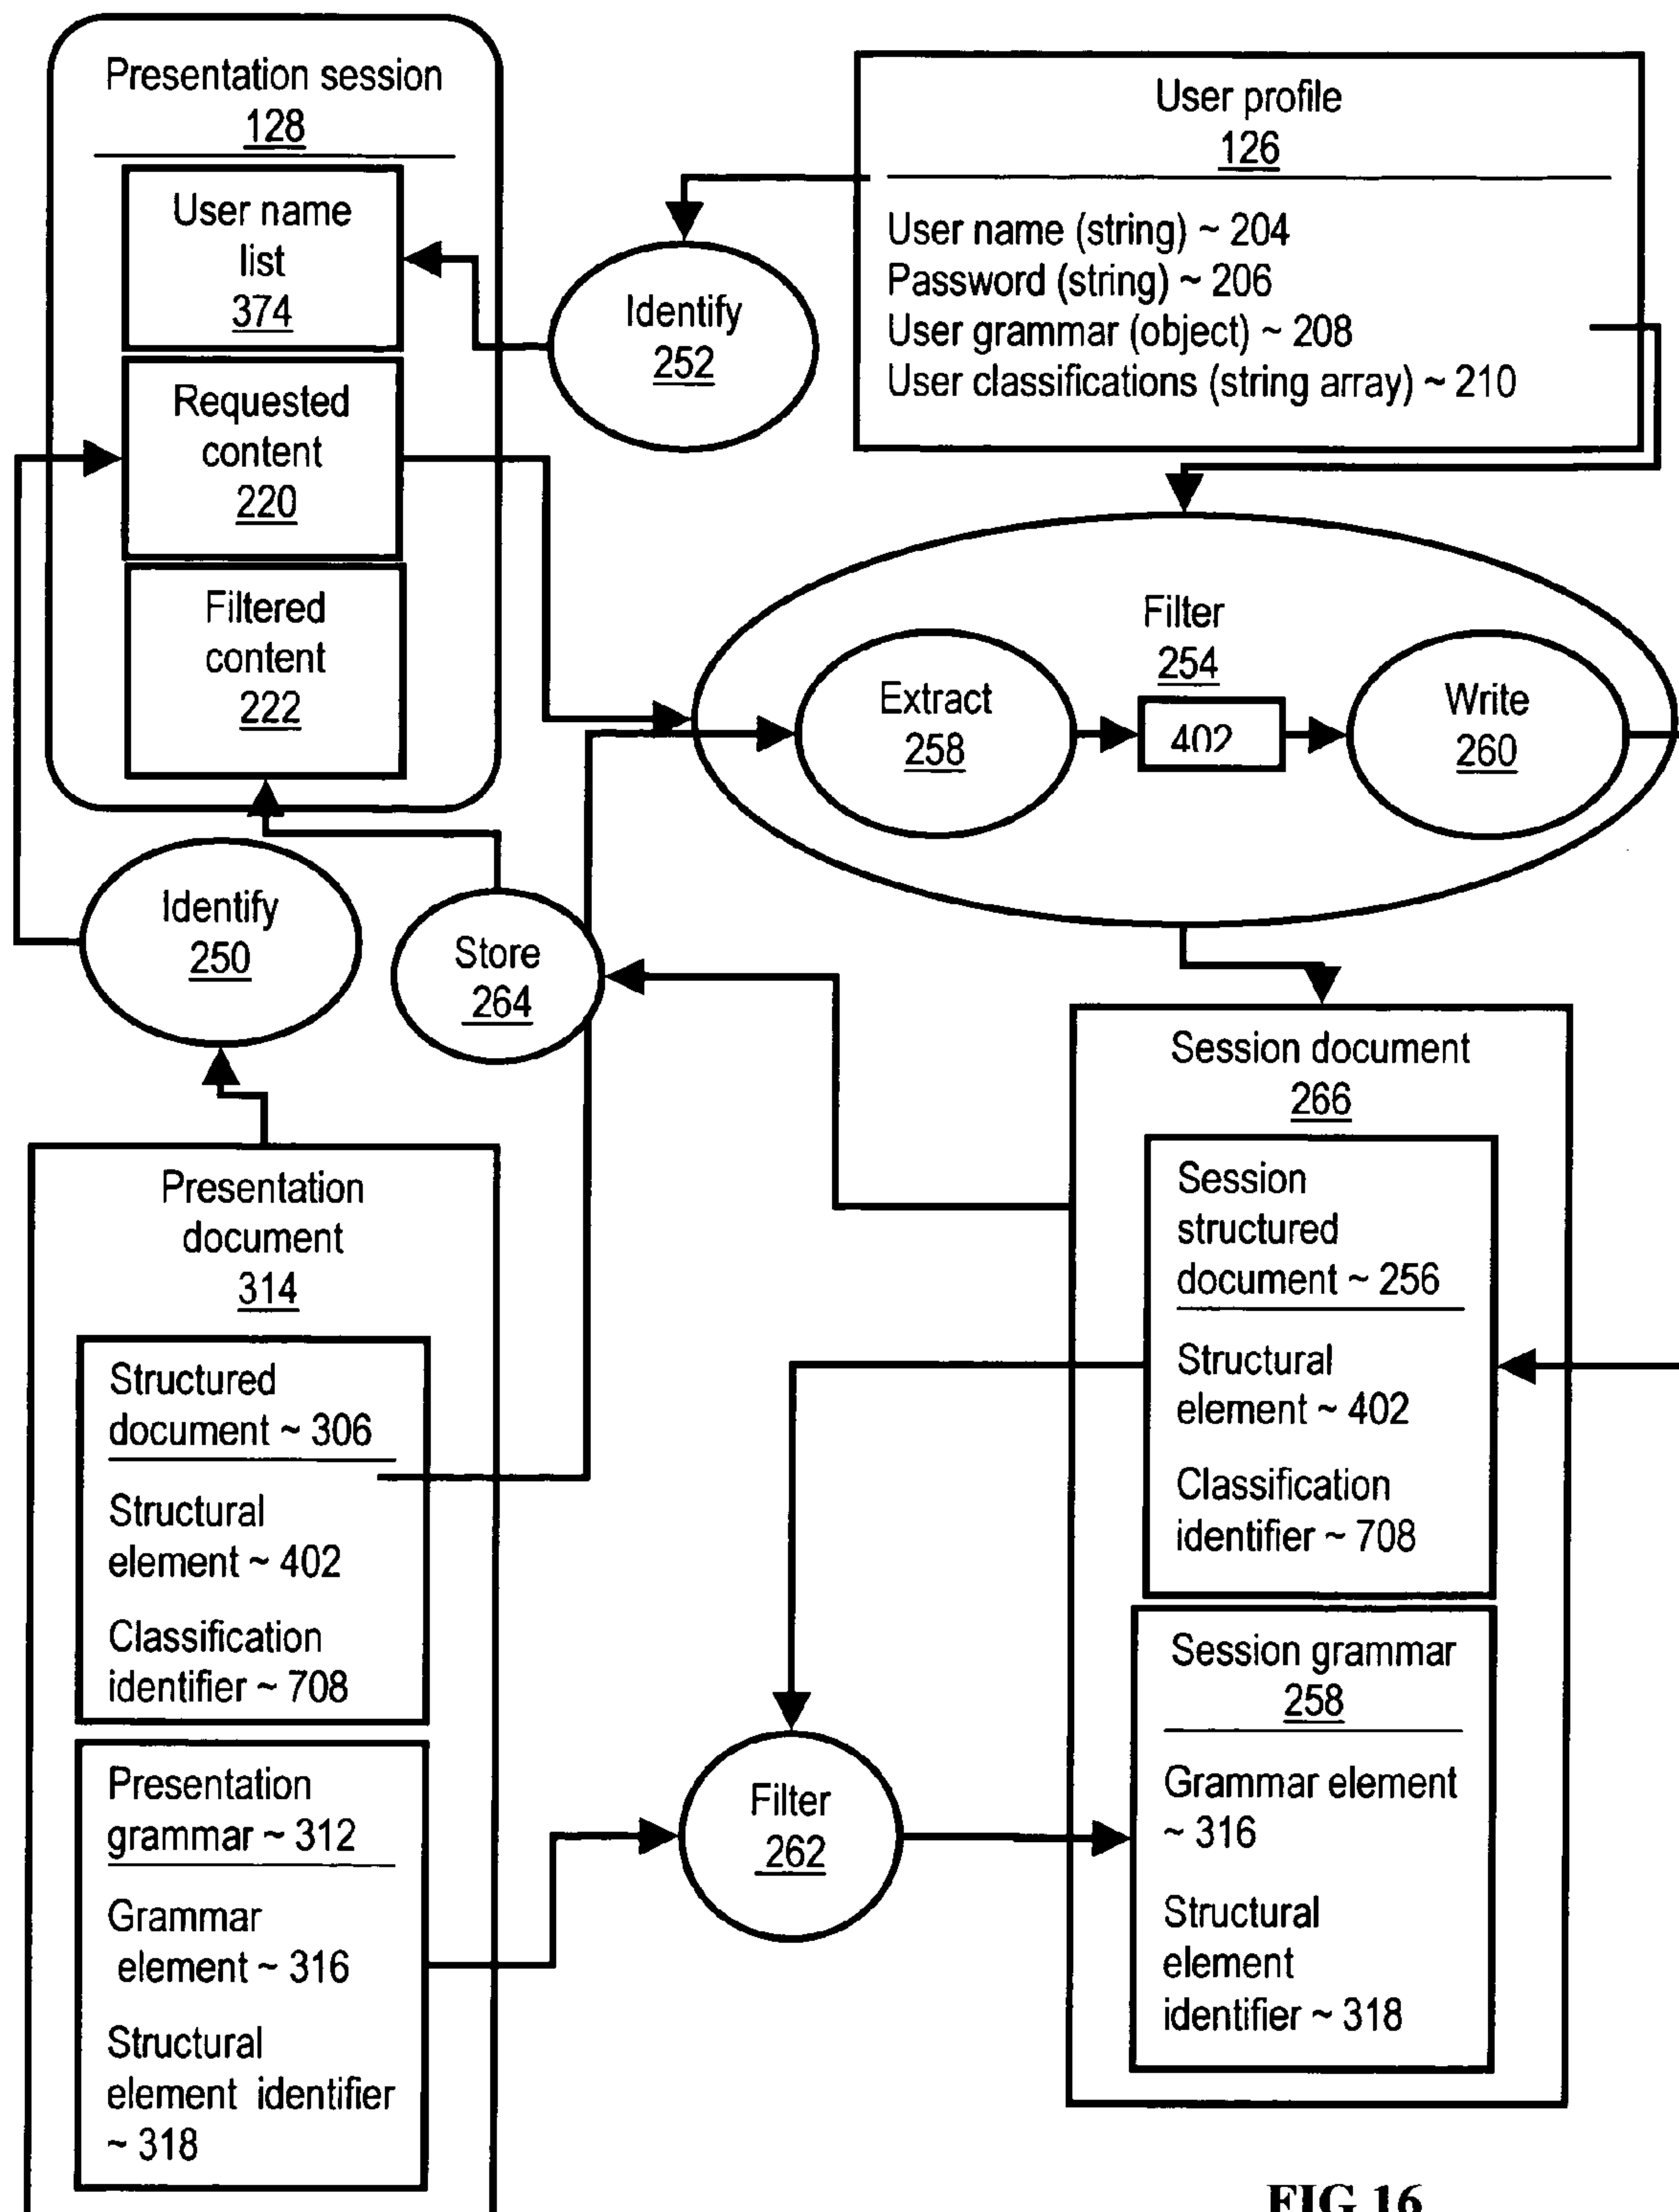 Presentation session
128
User name
list
374
Requested
content
220
Filtered
content
222
Identify
252
User profile
126
User name (string) ~ 204
Password (string) ~ 206
User grammar (object) ~ 208
User classifications (string array) ~ 210
Filter
254
Extract
258
402
Write
260
Identify
250
Store
264
Presentation
document
314
Structured
document ~ 306
Structural
element ~ 402
Classification
identifier ~ 708
Presentation
grammar ~ 312
Grammar
element ~ 316
Structural
element identifier
~ 318
Filter
262
Session document
266
Session
structured
document ~ 256
Structural
element ~ 402
Classification
identifier ~ 708
Session grammar
258
Grammar element
~ 316
Structural
element
identifier ~ 318
FIG 16